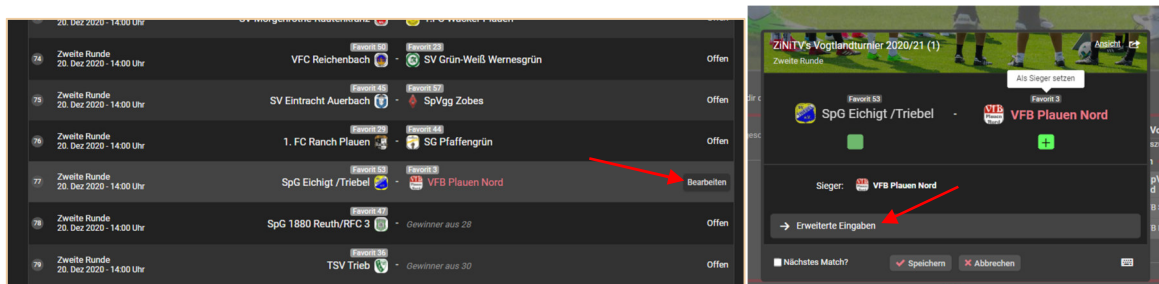 20. Dez 2020 - 14:00 Uhr
SV Morgenröthe Rautenkranz
1.FC Wacker Plauen
74 Zweite Runde
20. Dez 2020 - 14:00 Uhr
Favorit 50 Favorit 23
VFC Reichenbach - SV Grün-Weiß Wernesgrün Offen
75 Zweite Runde
20. Dez 2020 - 14:00 Uhr
Favorit 45 Favorit 57
SV Eintracht Auerbach - SpVgg Zobes Offen
76 Zweite Runde
20. Dez 2020 - 14:00 Uhr
Favorit 29 Favorit 44
1. FC Ranch Plauen - SG Pfaffengrün Offen
77 Zweite Runde
20. Dez 2020 - 14:00 Uhr
Favorit 53 Favorit 3
SpG Eichigt /Triebel - VFB Plauen Nord Bearbeiten
78 Zweite Runde
20. Dez 2020 - 14:00 Uhr
Favorit 47
SpG 1880 Reuth/RFC 3 - Gewinner aus 28 Offen
79 Zweite Runde
20. Dez 2020 - 14:00 Uhr
Favorit 36
TSV Trieb - Gewinner aus 30 Offen
ZiNiTV's Vogtlandturnier 2020/21 (1) Ansicht
Zweite Runde
Als Sieger setzen
Favorit 53 Favorit 3
SpG Eichigt /Triebel - VFB Plauen Nord
Sieger: VFB Plauen Nord
→ Erweiterte Eingaben
Nächstes Match? Speichern Abbrechen